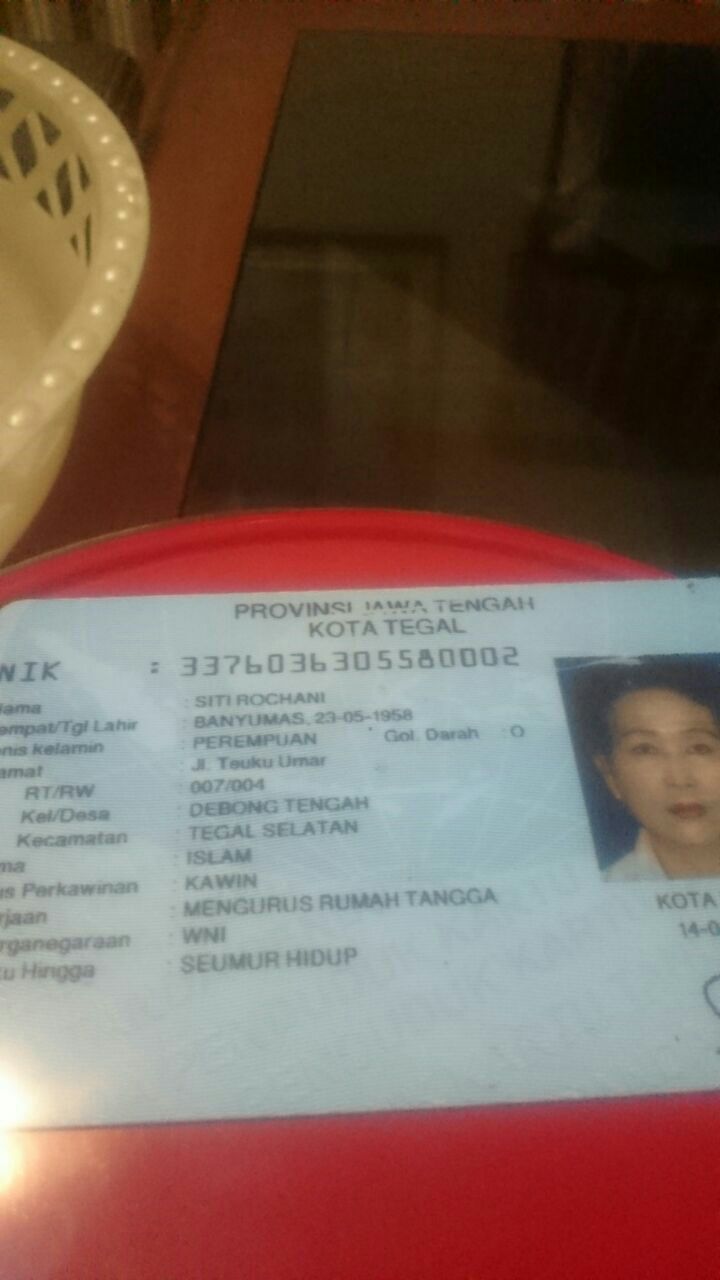 PROVINSI JAWA TENGAH
KOTA TEGAL
NIK : 3376036305580002
ama : SITI ROCHANI
empat/Tgl Lahir : BANYUMAS, 23-05-1958
nis kelamin : PEREMPUAN Gol. Darah : O
amat : Jl. Teuku Umar
RT/RW : 007/004
Kel/Desa : DEBONG TENGAH
Kecamatan : TEGAL SELATAN
ma : ISLAM
us Perkawinan : KAWIN
rjaan : MENGURUS RUMAH TANGGA
rganegaraan : WNI
ku Hingga : SEUMUR HIDUP
KOTA
14-0